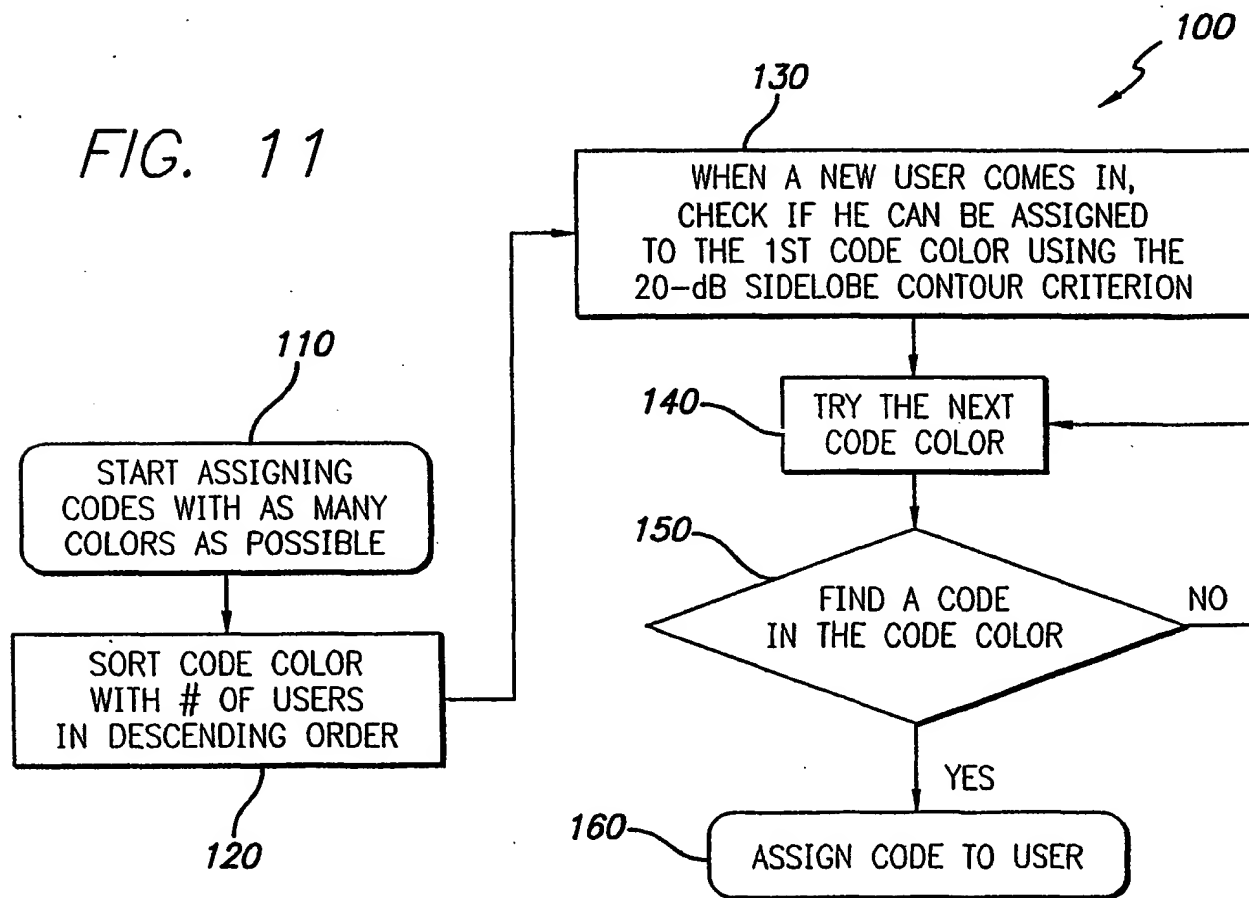 FIG. 11
100
110
START ASSIGNING
CODES WITH AS MANY
COLORS AS POSSIBLE
SORT CODE COLOR
WITH # OF USERS
IN DESCENDING ORDER
120
130
WHEN A NEW USER COMES IN,
CHECK IF HE CAN BE ASSIGNED
TO THE 1ST CODE COLOR USING THE
20-dB SIDELOBE CONTOUR CRITERION
140
TRY THE NEXT
CODE COLOR
150
FIND A CODE
IN THE CODE COLOR
NO
YES
160
ASSIGN CODE TO USER